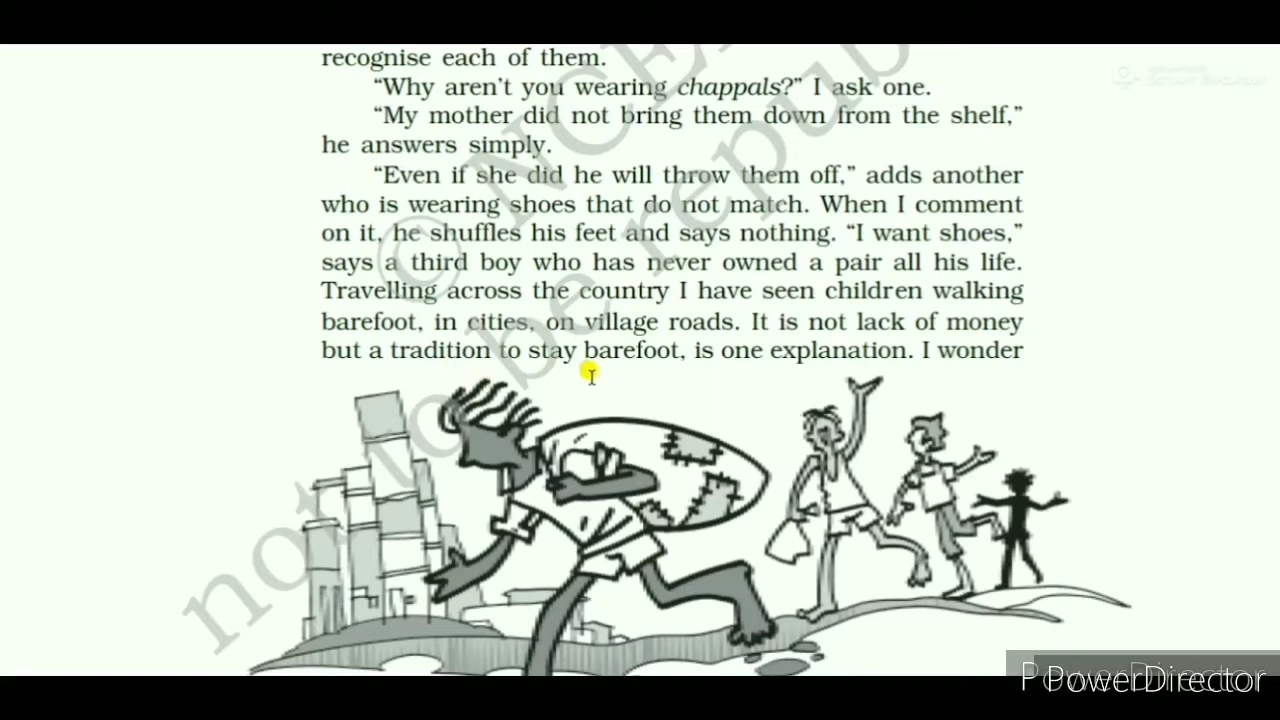 recognise each of them.
“Why aren’t you wearing chappals?” I ask one.
“My mother did not bring them down from the shelf,”
he answers simply.
“Even if she did he will throw them off,” adds another
who is wearing shoes that do not match. When I comment
on it, he shuffles his feet and says nothing. “I want shoes,”
says a third boy who has never owned a pair all his life.
Travelling across the country I have seen children walking
barefoot, in cities, on village roads. It is not lack of money
but a tradition to stay barefoot, is one explanation. I wonder
© NCE
not to be repub
PowerDirector